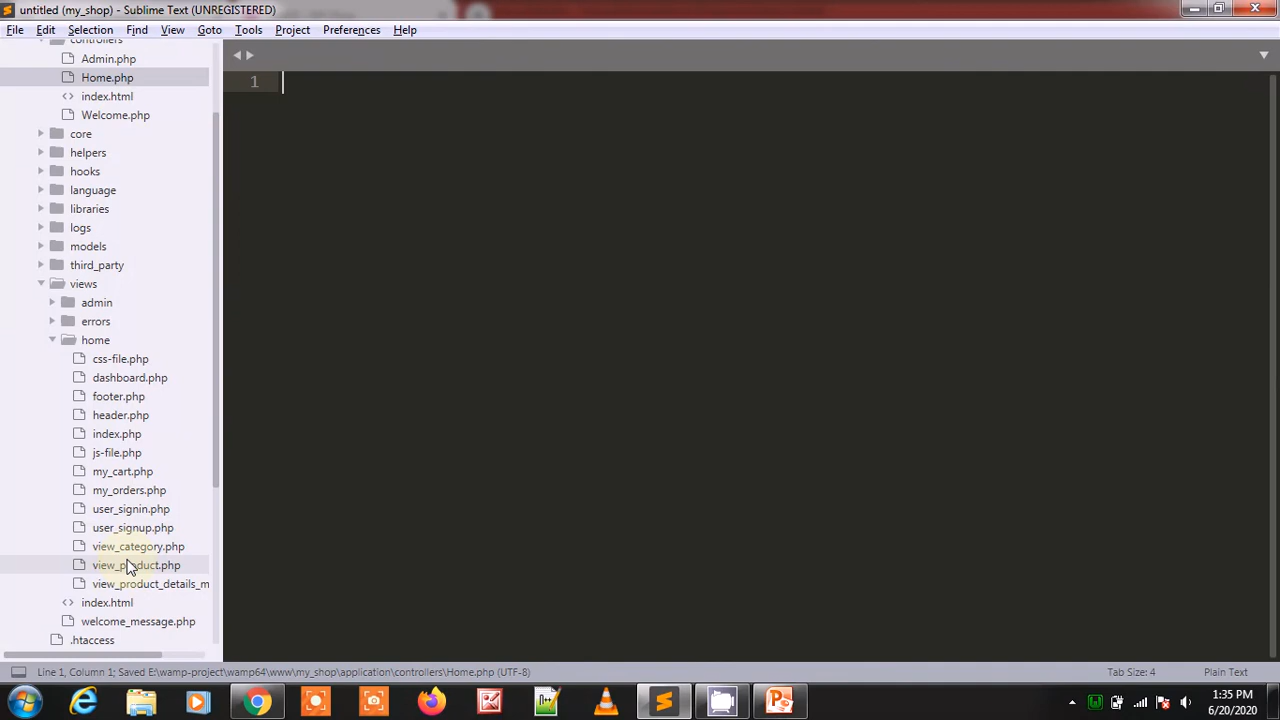 untitled (my_shop) - Sublime Text (UNREGISTERED)
File Edit Selection Find View Goto Tools Project Preferences Help
controllers
Admin.php
Home.php
index.html
Welcome.php
core
helpers
hooks
language
libraries
logs
models
third_party
views
admin
errors
home
css-file.php
dashboard.php
footer.php
header.php
index.php
js-file.php
my_cart.php
my_orders.php
user_signin.php
user_signup.php
view_category.php
view_product.php
view_product_details_m
index.html
welcome_message.php
.htaccess
1
Line 1, Column 1; Saved E:\wamp-project\wamp64\www\my_shop\application\controllers\Home.php (UTF-8)
Tab Size: 4
Plain Text
1:35 PM
6/20/2020